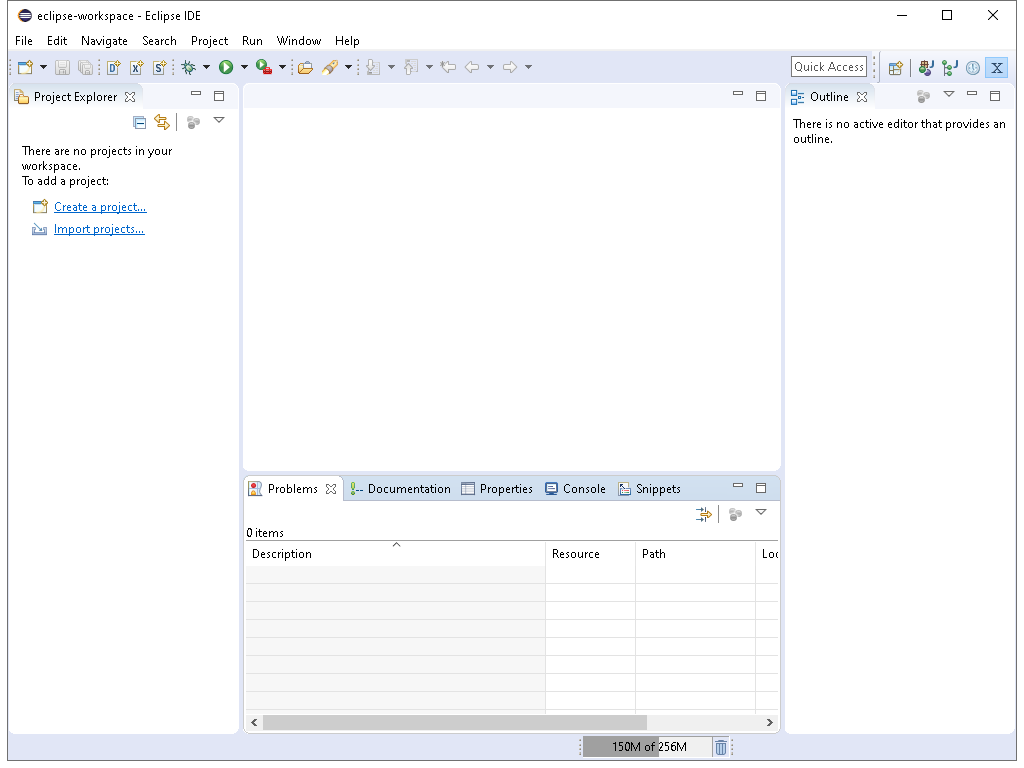 eclipse-workspace - Eclipse IDE
File Edit Navigate Search Project Run Window Help
D X S Quick Access X
Project Explorer
Outline
There are no projects in your
workspace.
To add a project:
Create a project...
Import projects...
There is no active editor that provides an
outline.
Problems Documentation Properties Console Snippets
0 items
Description Resource Path Loc
150M of 256M